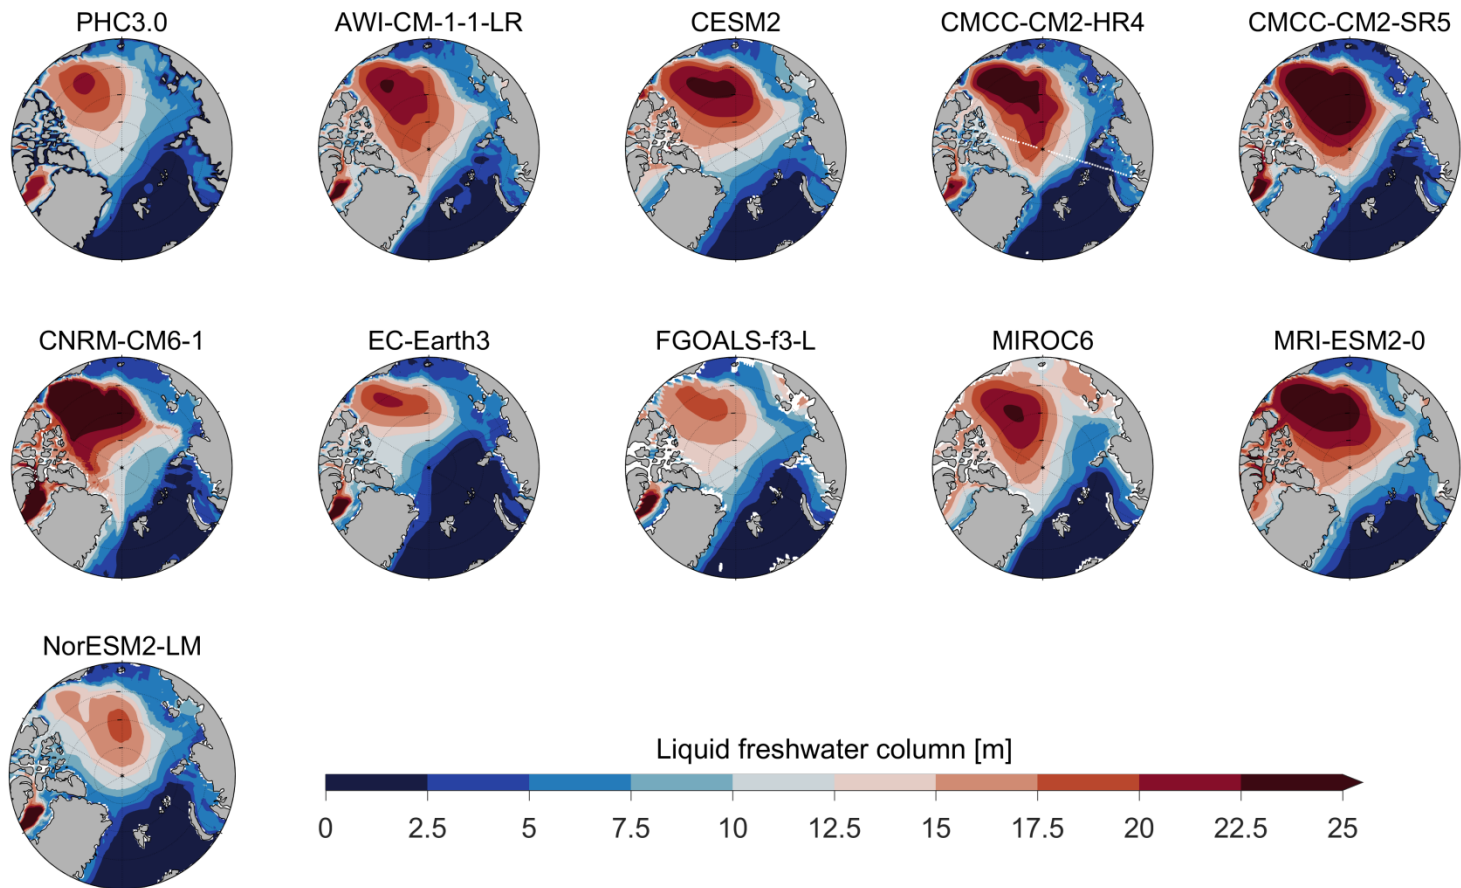 PHC3.0 AWI-CM-1-1-LR CESM2 CMCC-CM2-HR4 CMCC-CM2-SR5
CNRM-CM6-1 EC-Earth3 FGOALS-f3-L MIROC6 MRI-ESM2-0
NorESM2-LM
Liquid freshwater column [m]
0 2.5 5 7.5 10 12.5 15 17.5 20 22.5 25